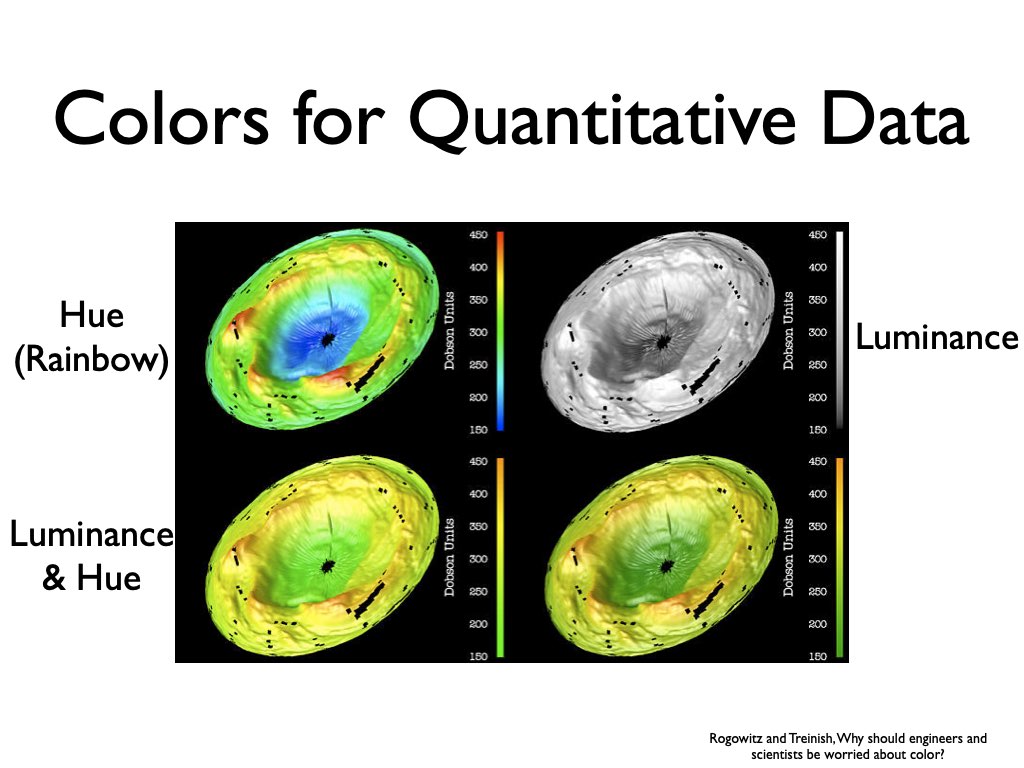 Colors for Quantitative Data
Hue
(Rainbow)
450
400
350
300
250
200
150
Dobson Units
450
400
350
300
250
200
150
Dobson Units
Luminance
Luminance
& Hue
450
400
350
300
250
200
150
Dobson Units
450
400
350
300
250
200
150
Dobson Units
Rogowitz and Treinish, Why should engineers and
scientists be worried about color?